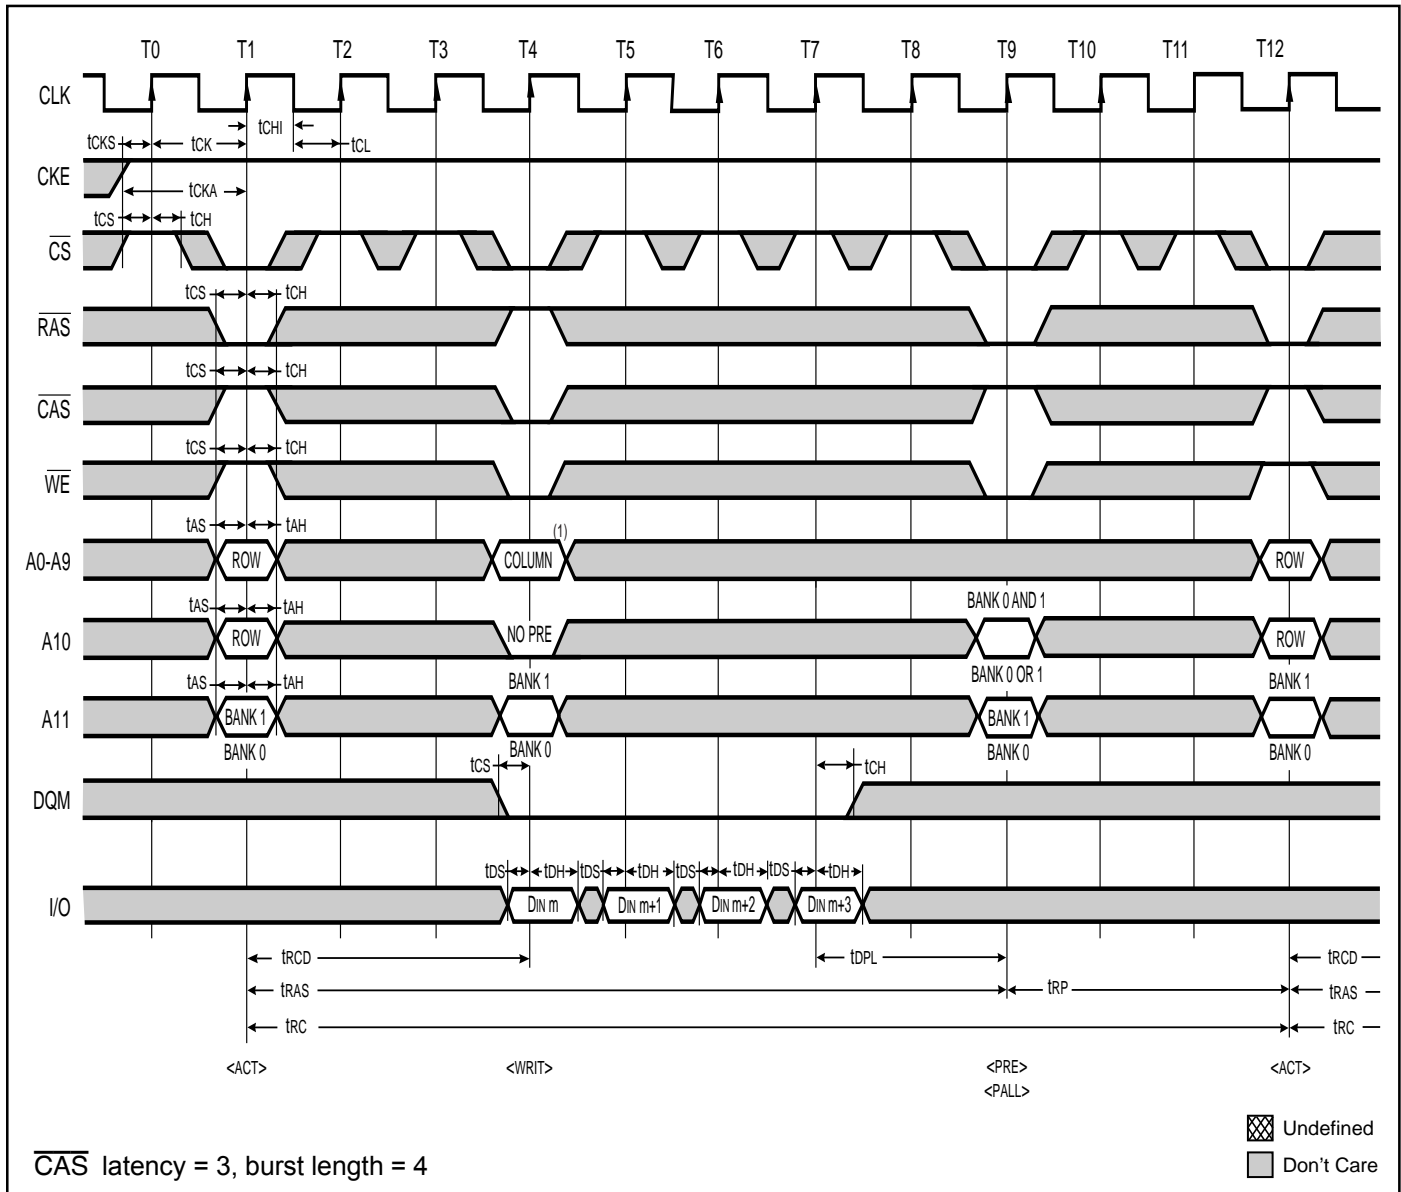 T0 T1 T2 T3 T4 T5 T6 T7 T8 T9 T10 T11 T12
CLK
tCHI
tCKS tCK tCL
CKE
tCKA
tCS tCH
CS
tCS tCH
RAS
tCS tCH
CAS
tCS tCH
WE
tAS tAH (1)
A0-A9 ROW COLUMN ROW
tAS tAH BANK 0 AND 1
A10 ROW NO PRE ROW
tAS tAH BANK 1 BANK 0 OR 1 BANK 1
A11 BANK 1 BANK 1
BANK 0 BANK 0 BANK 0 BANK 0
tCS tCH
DQM
tDS tDH tDS tDH tDS tDH tDS tDH
I/O DIN m DIN m+1 DIN m+2 DIN m+3
tRCD tDPL tRCD
tRAS tRP tRAS
tRC tRC
<ACT> <WRIT> <PRE> <ACT>
<PALL>
Undefined
CAS latency = 3, burst length = 4
Don't Care